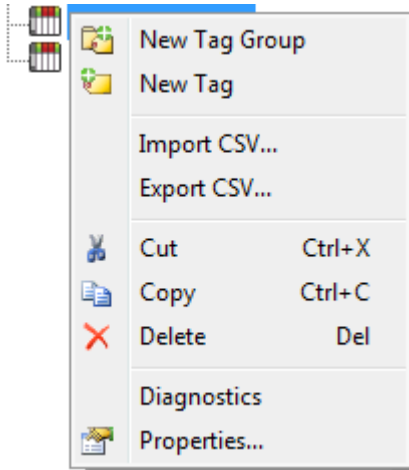 New Tag Group
New Tag
Import CSV...
Export CSV...
Cut Ctrl+X
Copy Ctrl+C
Delete Del
Diagnostics
Properties...